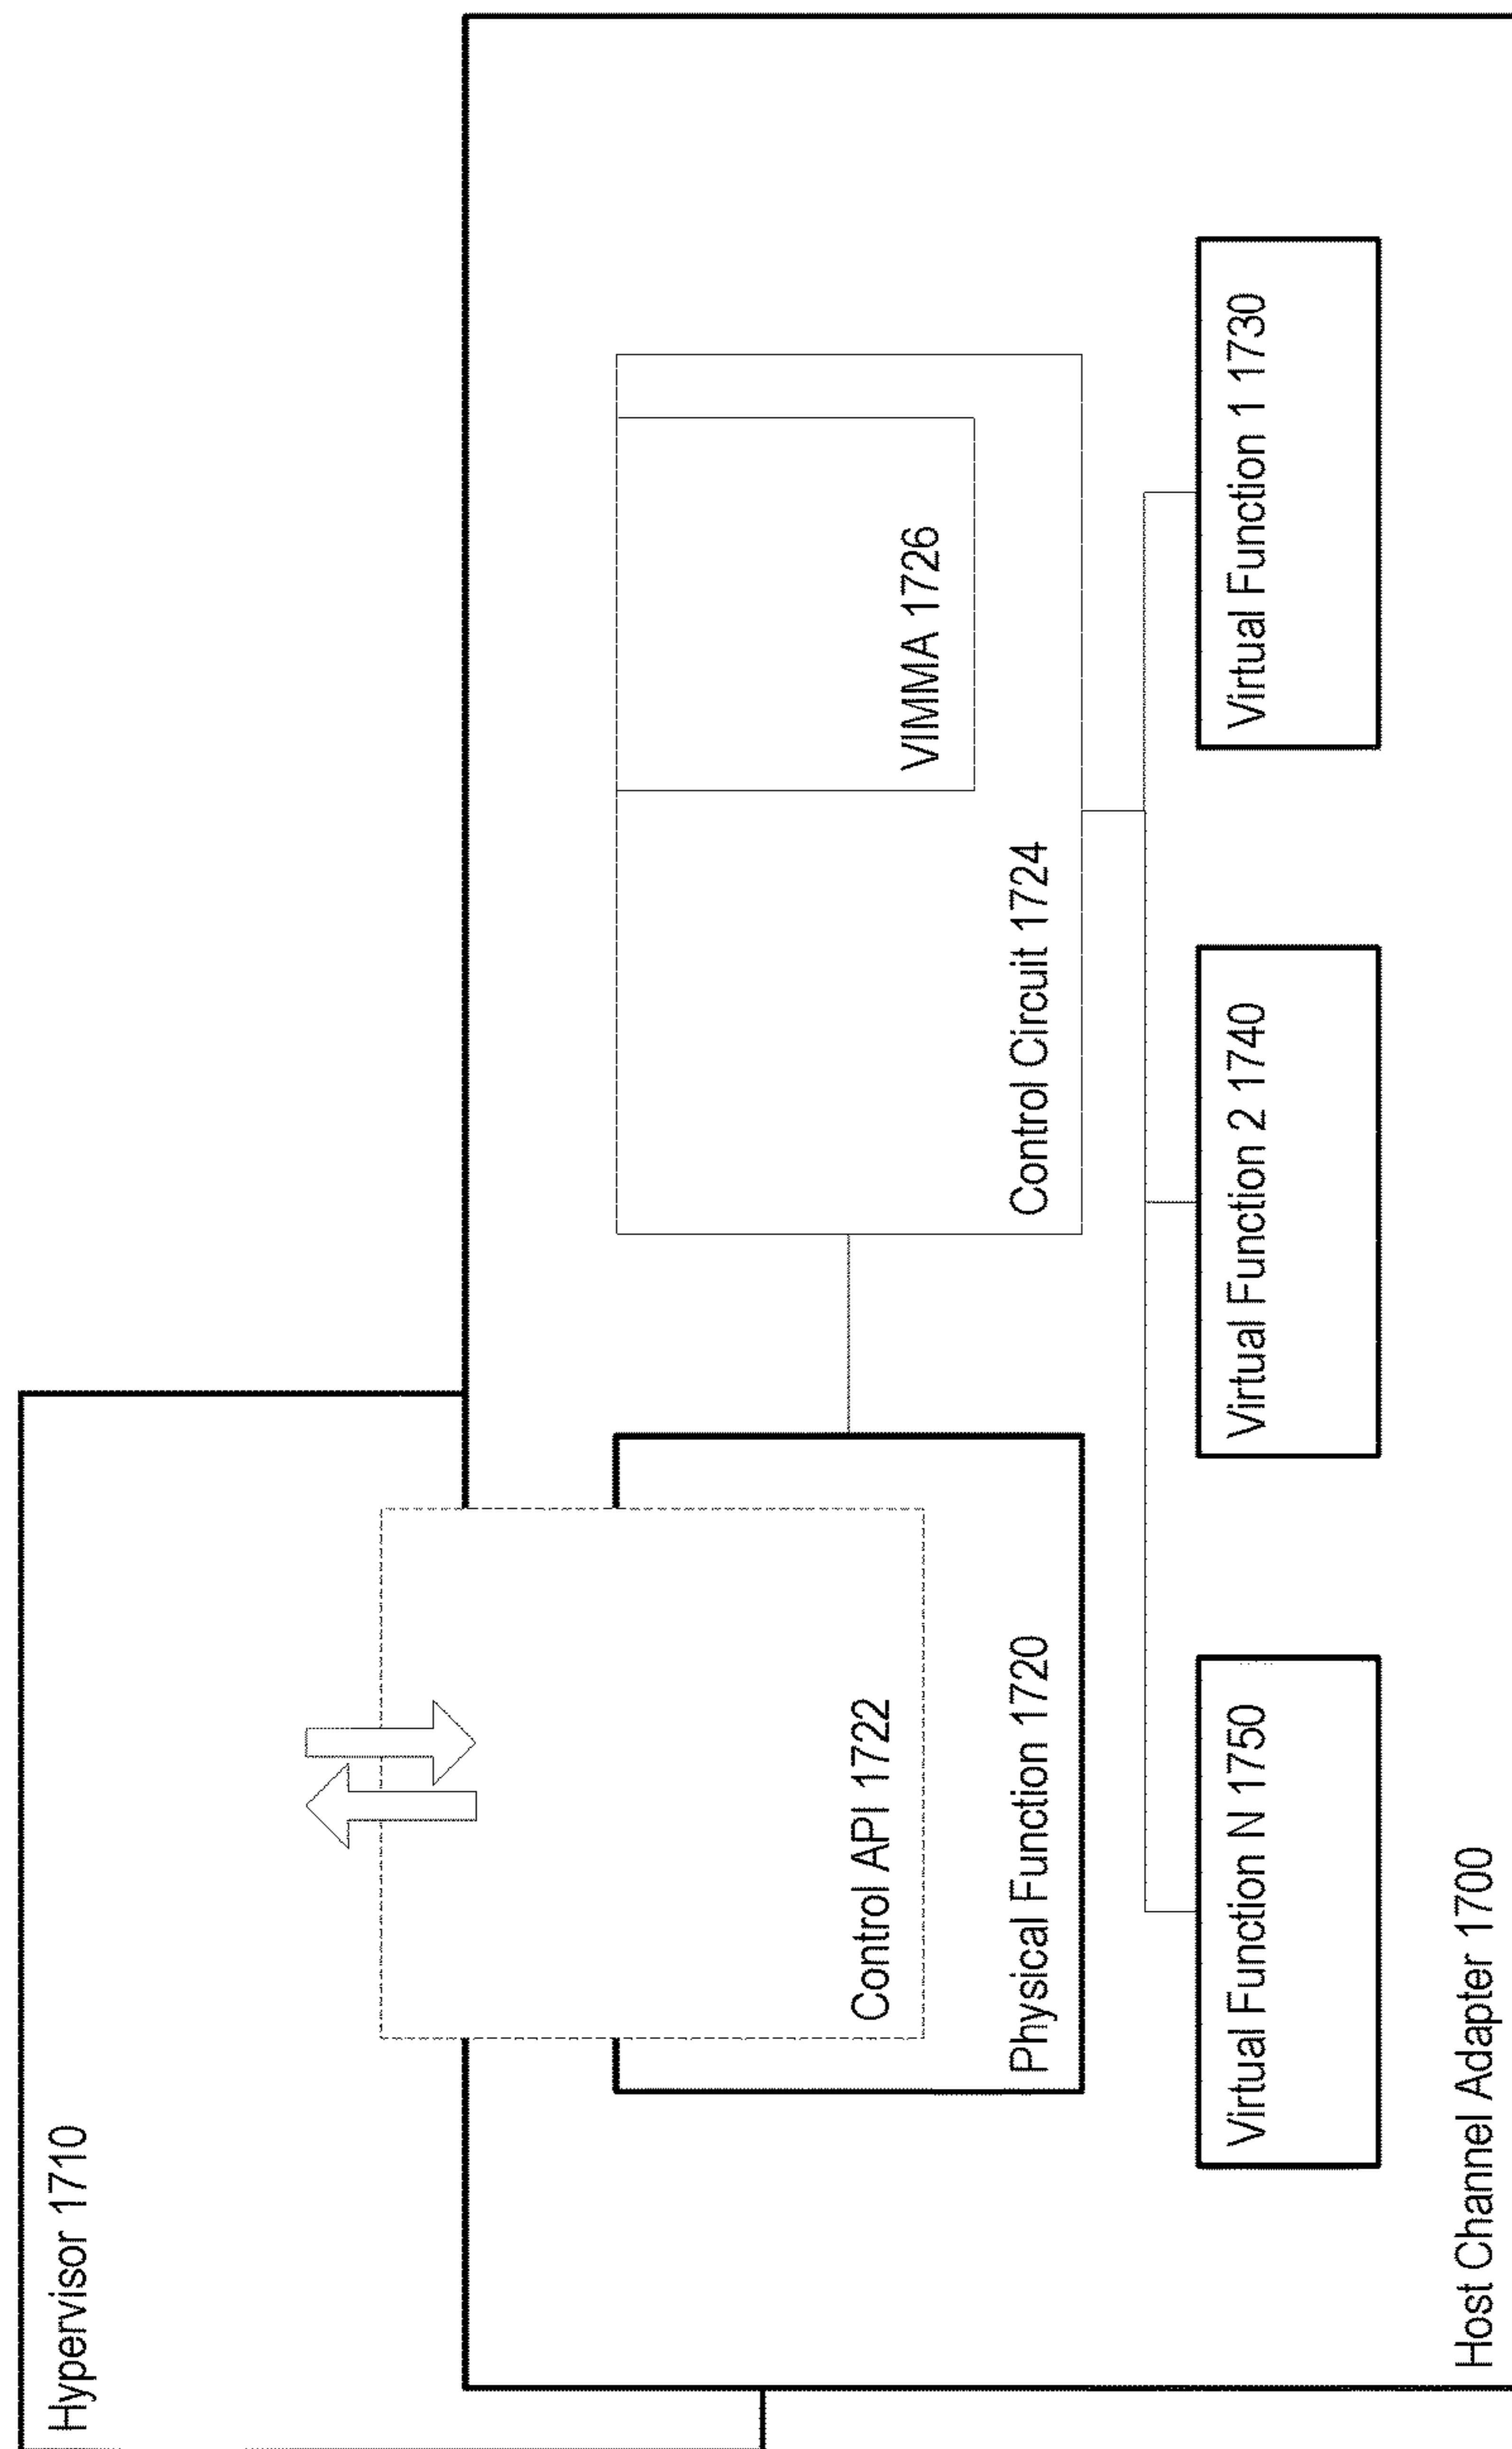 Hypervisor 1710
Control API 1722
VIMMA 1726
Physical Function 1720
Control Circuit 1724
Virtual Function N 1750
Virtual Function 2 1740
Virtual Function 1 1730
Host Channel Adapter 1700